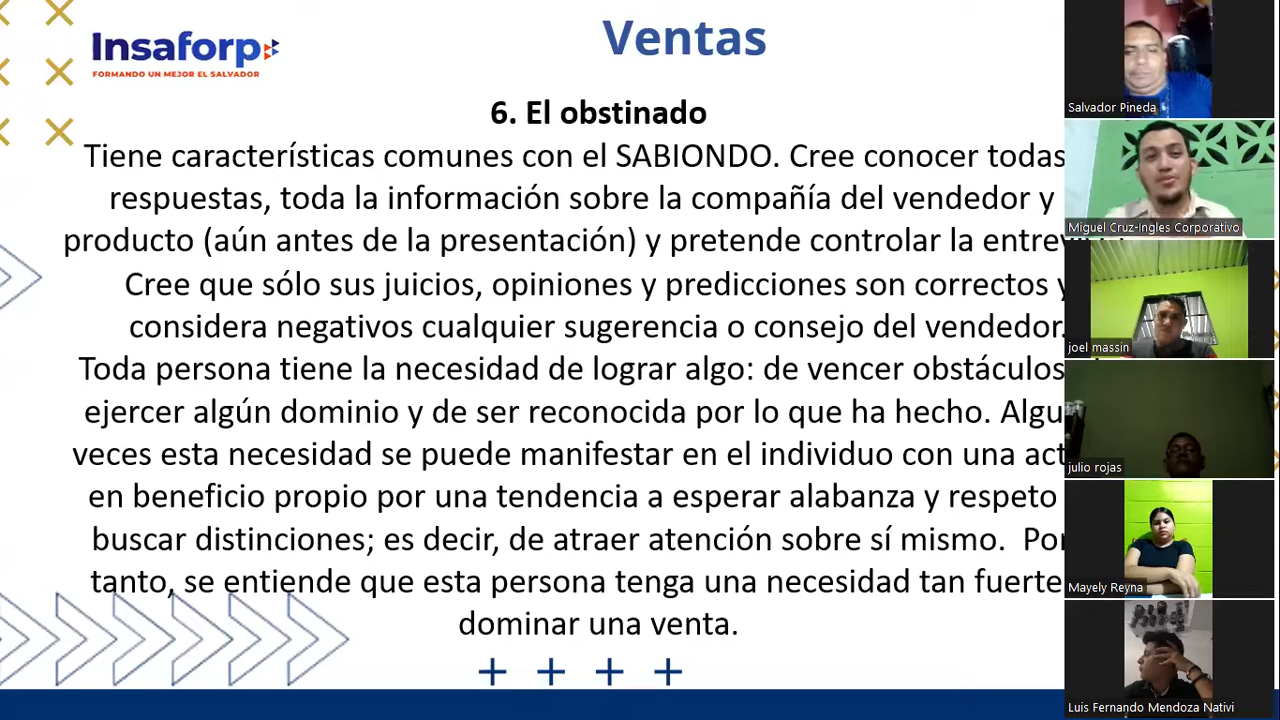 Insaforp
FORMANDO UN MEJOR EL SALVADOR
Ventas
6. El obstinado
Tiene características comunes con el SABIONDO. Cree conocer todas
respuestas, toda la información sobre la compañía del vendedor y
producto (aún antes de la presentación) y pretende controlar la
Cree que sólo sus juicios, opiniones y predicciones son correctos y
considera negativos cualquier sugerencia o consejo del vendedor.
Toda persona tiene la necesidad de lograr algo: de vencer obstáculos
ejercer algún dominio y de ser reconocida por lo que ha hecho.
veces esta necesidad se puede manifestar en el individuo con una
en beneficio propio por una tendencia a esperar alabanza y respeto
buscar distinciones; es decir, de atraer atención sobre sí mismo. Por
tanto, se entiende que esta persona tenga una necesidad tan fuerte
dominar una venta.
Salvador Pineda
Miguel Cruz-Ingles Corporativo
joel massin
julio rojas
Mayely Reyna
Luis Fernando Mendoza Nativi